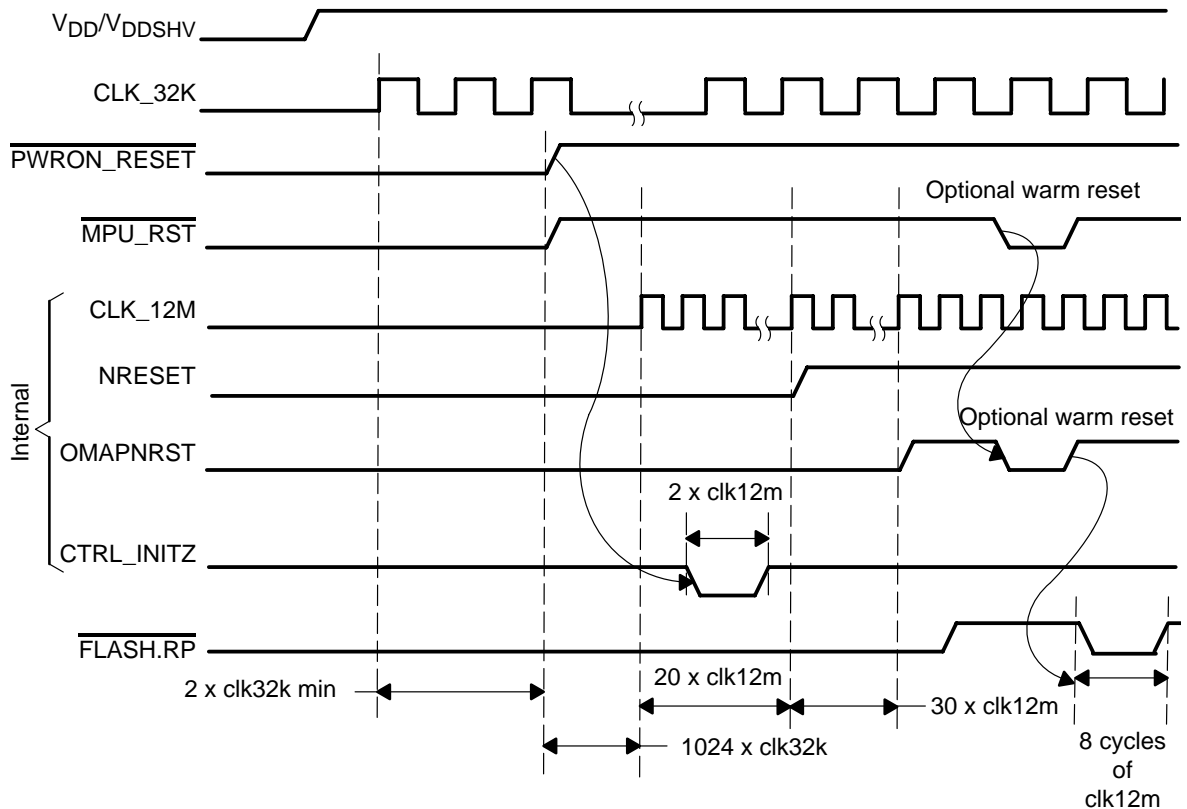 VDD/VDDSHV
CLK_32K
PWRON_RESET
Optional warm reset
MPU_RST
CLK_12M
NRESET
Internal
Optional warm reset
OMAPNRST
2 x clk12m
CTRL_INITZ
FLASH.RP
2 x clk32k min
20 x clk12m
30 x clk12m
1024 x clk32k
8 cycles
of
clk12m